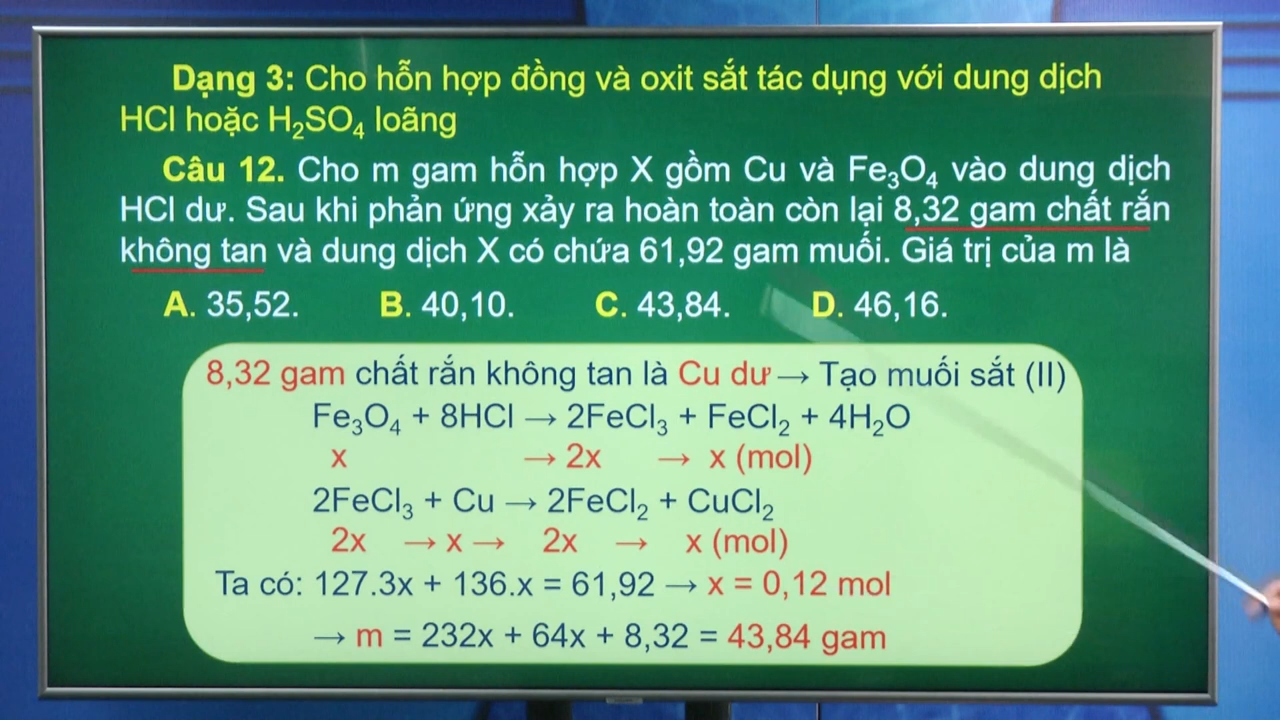 Dạng 3: Cho hỗn hợp đồng và oxit sắt tác dụng với dung dịch
HCl hoặc H₂SO₄ loãng
Câu 12. Cho m gam hỗn hợp X gồm Cu và Fe₃O₄ vào dung dịch
HCl dư. Sau khi phản ứng xảy ra hoàn toàn còn lại 8,32 gam chất rắn
không tan và dung dịch X có chứa 61,92 gam muối. Giá trị của m là
A. 35,52. B. 40,10. C. 43,84. D. 46,16.
8,32 gam chất rắn không tan là Cu dư → Tạo muối sắt (II)
Fe₃O₄ + 8HCl → 2FeCl₃ + FeCl₂ + 4H₂O
x → 2x → x (mol)
2FeCl₃ + Cu → 2FeCl₂ + CuCl₂
2x → x → 2x → x (mol)
Ta có: 127.3x + 136.x = 61,92 → x = 0,12 mol
→ m = 232x + 64x + 8,32 = 43,84 gam